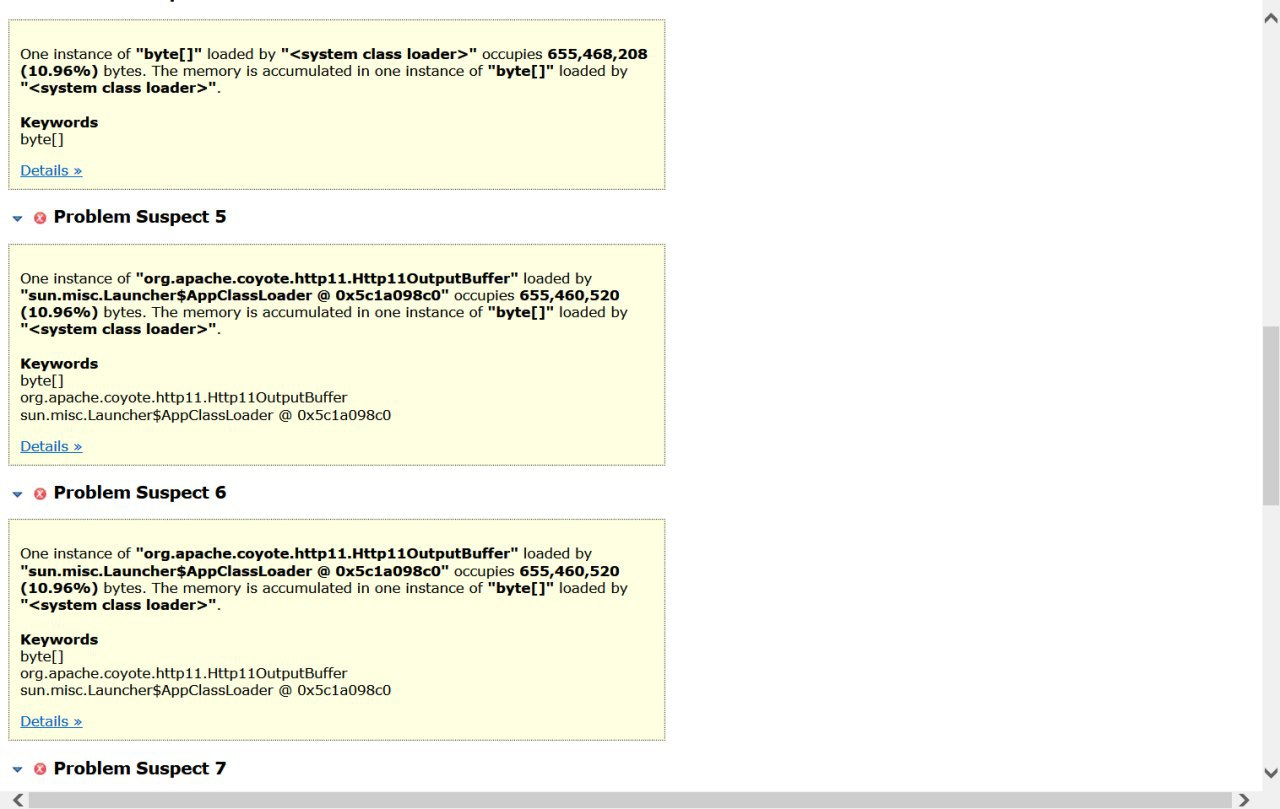 One instance of "byte[]" loaded by "<system class loader>" occupies 655,468,208
(10.96%) bytes. The memory is accumulated in one instance of "byte[]" loaded by
"<system class loader>".
Keywords
byte[]
Details »
Problem Suspect 5
One instance of "org.apache.coyote.http11.Http11OutputBuffer" loaded by
"sun.misc.Launcher$AppClassLoader @ 0x5c1a098c0" occupies 655,460,520
(10.96%) bytes. The memory is accumulated in one instance of "byte[]" loaded by
"<system class loader>".
Keywords
byte[]
org.apache.coyote.http11.Http11OutputBuffer
sun.misc.Launcher$AppClassLoader @ 0x5c1a098c0
Details »
Problem Suspect 6
One instance of "org.apache.coyote.http11.Http11OutputBuffer" loaded by
"sun.misc.Launcher$AppClassLoader @ 0x5c1a098c0" occupies 655,460,520
(10.96%) bytes. The memory is accumulated in one instance of "byte[]" loaded by
"<system class loader>".
Keywords
byte[]
org.apache.coyote.http11.Http11OutputBuffer
sun.misc.Launcher$AppClassLoader @ 0x5c1a098c0
Details »
Problem Suspect 7